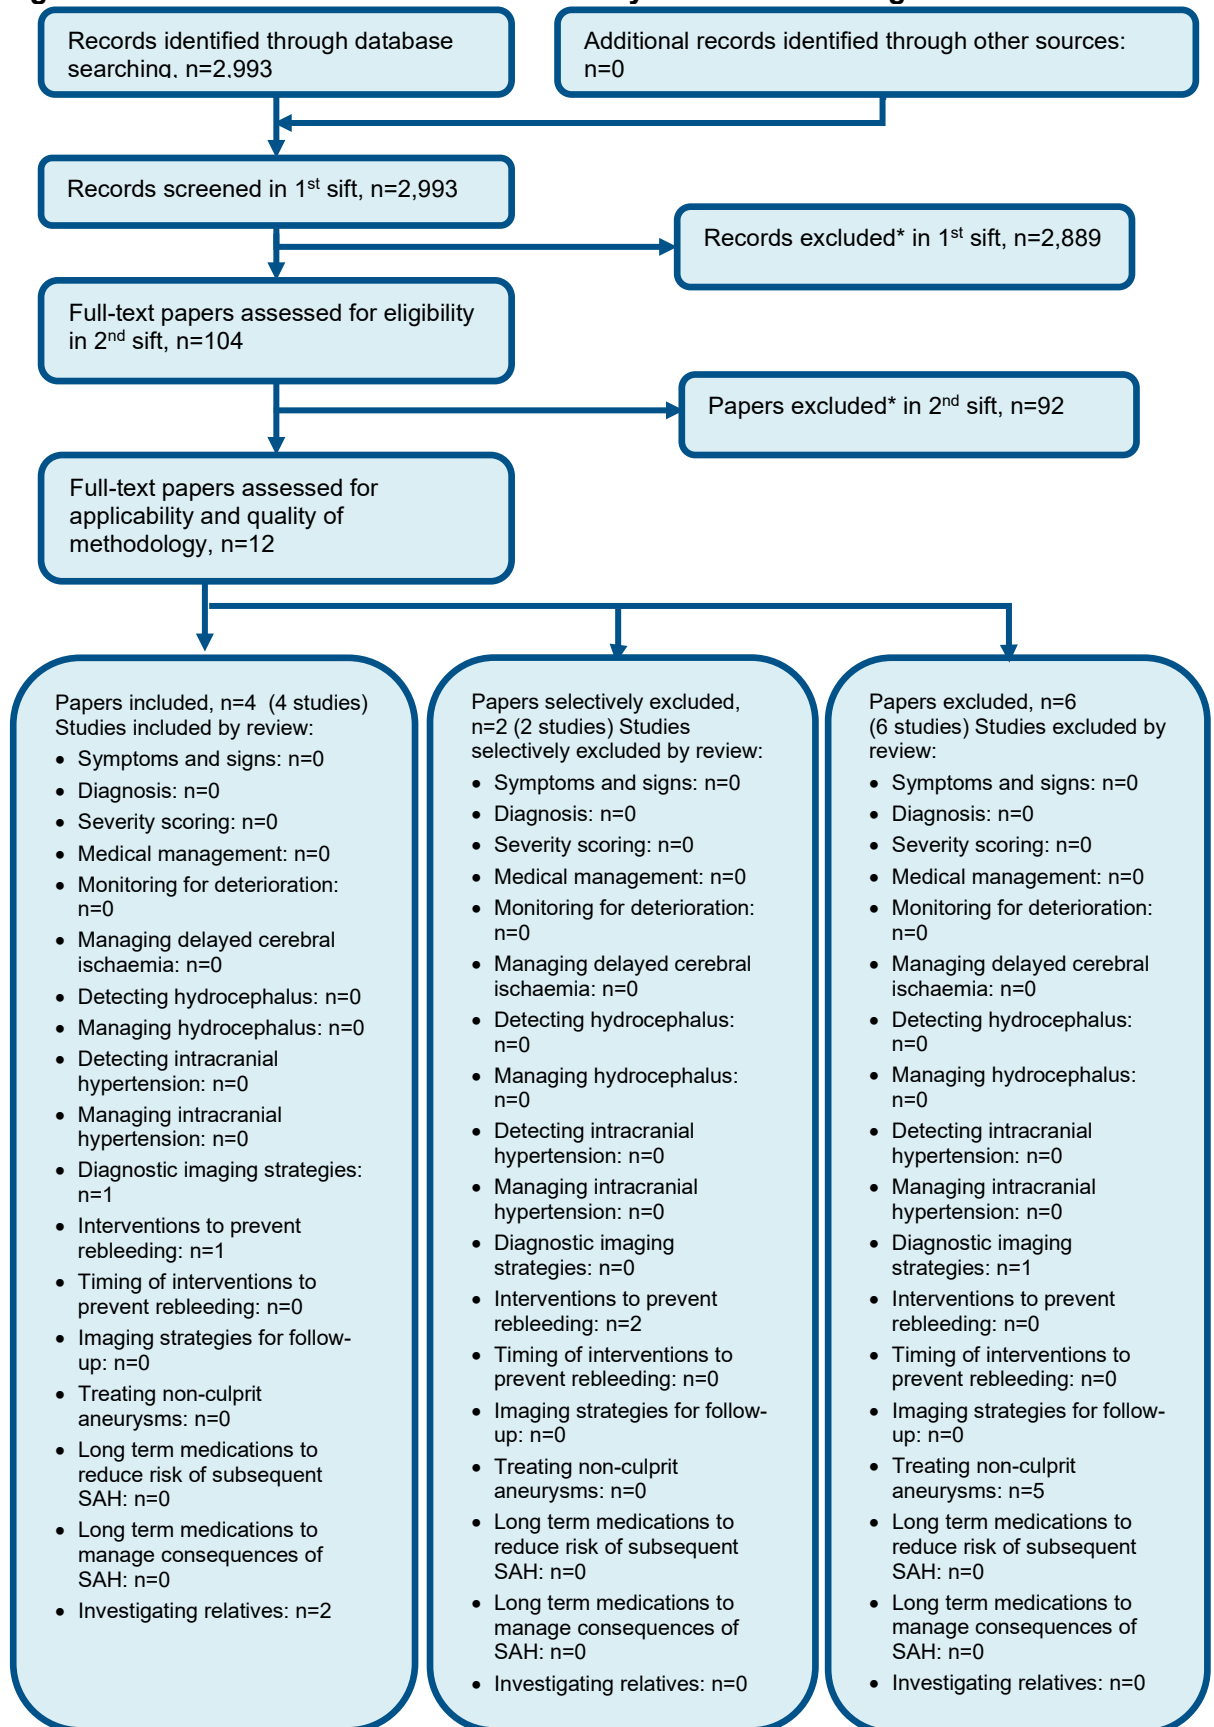 Records identified through database
searching, n=2,993
Additional records identified through other sources:
n=0
Records screened in 1st sift, n=2,993
Records excluded* in 1st sift, n=2,889
Full-text papers assessed for eligibility
in 2nd sift, n=104
Papers excluded* in 2nd sift, n=92
Full-text papers assessed for
applicability and quality of
methodology, n=12
Papers included, n=4 (4 studies)
Studies included by review:
• Symptoms and signs: n=0
• Diagnosis: n=0
• Severity scoring: n=0
• Medical management: n=0
• Monitoring for deterioration:
n=0
• Managing delayed cerebral
ischaemia: n=0
• Detecting hydrocephalus: n=0
• Managing hydrocephalus: n=0
• Detecting intracranial
hypertension: n=0
• Managing intracranial
hypertension: n=0
• Diagnostic imaging strategies:
n=1
• Interventions to prevent
rebleeding: n=1
• Timing of interventions to
prevent rebleeding: n=0
• Imaging strategies for follow-
up: n=0
• Treating non-culprit
aneurysms: n=0
• Long term medications to
reduce risk of subsequent
SAH: n=0
• Long term medications to
manage consequences of
SAH: n=0
• Investigating relatives: n=2
Papers selectively excluded,
n=2 (2 studies) Studies
selectively excluded by review:
• Symptoms and signs: n=0
• Diagnosis: n=0
• Severity scoring: n=0
• Medical management: n=0
• Monitoring for deterioration:
n=0
• Managing delayed cerebral
ischaemia: n=0
• Detecting hydrocephalus:
n=0
• Managing hydrocephalus:
n=0
• Detecting intracranial
hypertension: n=0
• Managing intracranial
hypertension: n=0
• Diagnostic imaging
strategies: n=0
• Interventions to prevent
rebleeding: n=2
• Timing of interventions to
prevent rebleeding: n=0
• Imaging strategies for follow-
up: n=0
• Treating non-culprit
aneurysms: n=0
• Long term medications to
reduce risk of subsequent
SAH: n=0
• Long term medications to
manage consequences of
SAH: n=0
• Investigating relatives: n=0
Papers excluded, n=6
(6 studies) Studies excluded by
review:
• Symptoms and signs: n=0
• Diagnosis: n=0
• Severity scoring: n=0
• Medical management: n=0
• Monitoring for deterioration:
n=0
• Managing delayed cerebral
ischaemia: n=0
• Detecting hydrocephalus:
n=0
• Managing hydrocephalus:
n=0
• Detecting intracranial
hypertension: n=0
• Managing intracranial
hypertension: n=0
• Diagnostic imaging
strategies: n=1
• Interventions to prevent
rebleeding: n=0
• Timing of interventions to
prevent rebleeding: n=0
• Imaging strategies for follow-
up: n=0
• Treating non-culprit
aneurysms: n=5
• Long term medications to
reduce risk of subsequent
SAH: n=0
• Long term medications to
manage consequences of
SAH: n=0
• Investigating relatives: n=0